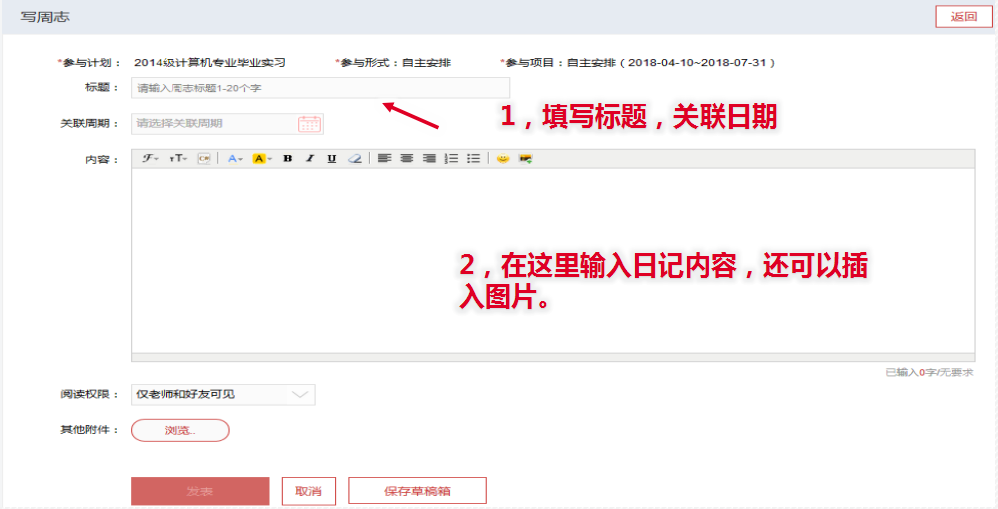 写周志 返回
*参与计划： 2014级计算机专业毕业实习 *参与形式：自主安排 *参与项目：自主安排（2018-04-10~2018-07-31）
标题： 请输入周志标题1-20个字
1，填写标题，关联日期
关联周期： 请选择关联周期
内容：
2，在这里输入日记内容，还可以插
入图片。
已输入0字/无要求
阅读权限： 仅老师和好友可见
其他附件： 浏览..
发表 取消 保存草稿箱